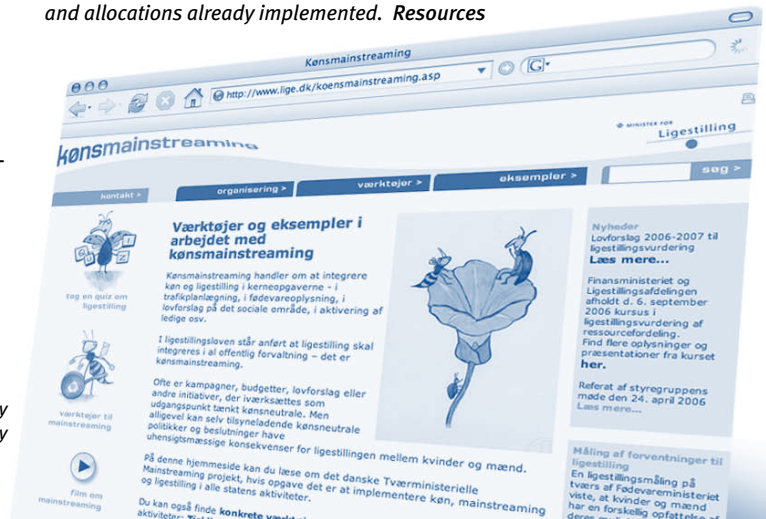 and allocations already implemented. Resources
Kønsmainstreaming
http://www.lige.dk/koensmainstreaming.asp
G
kønsmainstreaming
MINISTER FOR
Ligestilling
kontakt >
organisering >
værktøjer >
eksempler >
søg >
QUIZ
tag en quiz om
ligestilling
værktøjer til
mainstreaming
film om
mainstreaming
Værktøjer og eksempler i
arbejdet med
kønsmainstreaming
Kønsmainstreaming handler om at integrere
køn og ligestilling i kerneopgaverne - i
trafikplanlægning, i fødevareoplysning, i
lovforslag på det sociale område, i aktivering af
ledige osv.
I ligestillingsloven står anført at ligestilling skal
integreres i al offentlig forvaltning – det er
kønsmainstreaming.
Ofte er kampagner, budgetter, lovforslag eller
andre initiativer, der iværksættes som
udgangspunkt tænkt kønsneutrale. Men
alligevel kan selv tilsyneladende kønsneutrale
politikker og beslutninger have
uhensigtsmæssige konsekvenser for ligestillingen mellem kvinder og mænd.
På denne hjemmeside kan du læse om det danske Tværministerielle
Mainstreaming projekt, hvis opgave det er at implementere køn, mainstreaming
og ligestilling i alle statens aktiviteter.
Du kan også finde konkrete
aktiviteter:
Nyheder
Lovforslag 2006-2007 til
ligestillingsvurdering
Læs mere...
Finansministeriet og
Ligestillingsafdelingen
afholdt d. 6. september
2006 kursus i
ligestillingsvurdering af
ressourcefordeling.
Find flere oplysninger og
præsentationer fra kurset
her.
Referat af styregruppens
møde den 24. april 2006
Læs mere...
Måling af forventninger til
ligestilling
En ligestillingsmåling på
tværs af Fødevareministeriet
viste, at kvinder og mænd
har en forskellig opfattelse af
-
y
y